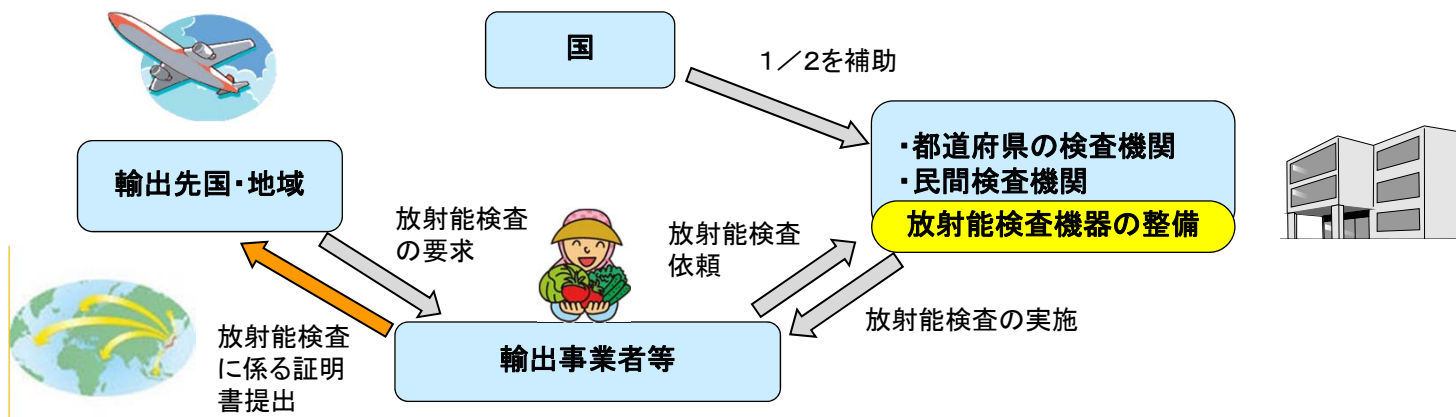 国
1/2を補助
・都道府県の検査機関
・民間検査機関
放射能検査機器の整備
輸出先国・地域
放射能検査
の要求
放射能検査
依頼
放射能検査の実施
放射能検査
に係る証明
書提出
輸出事業者等